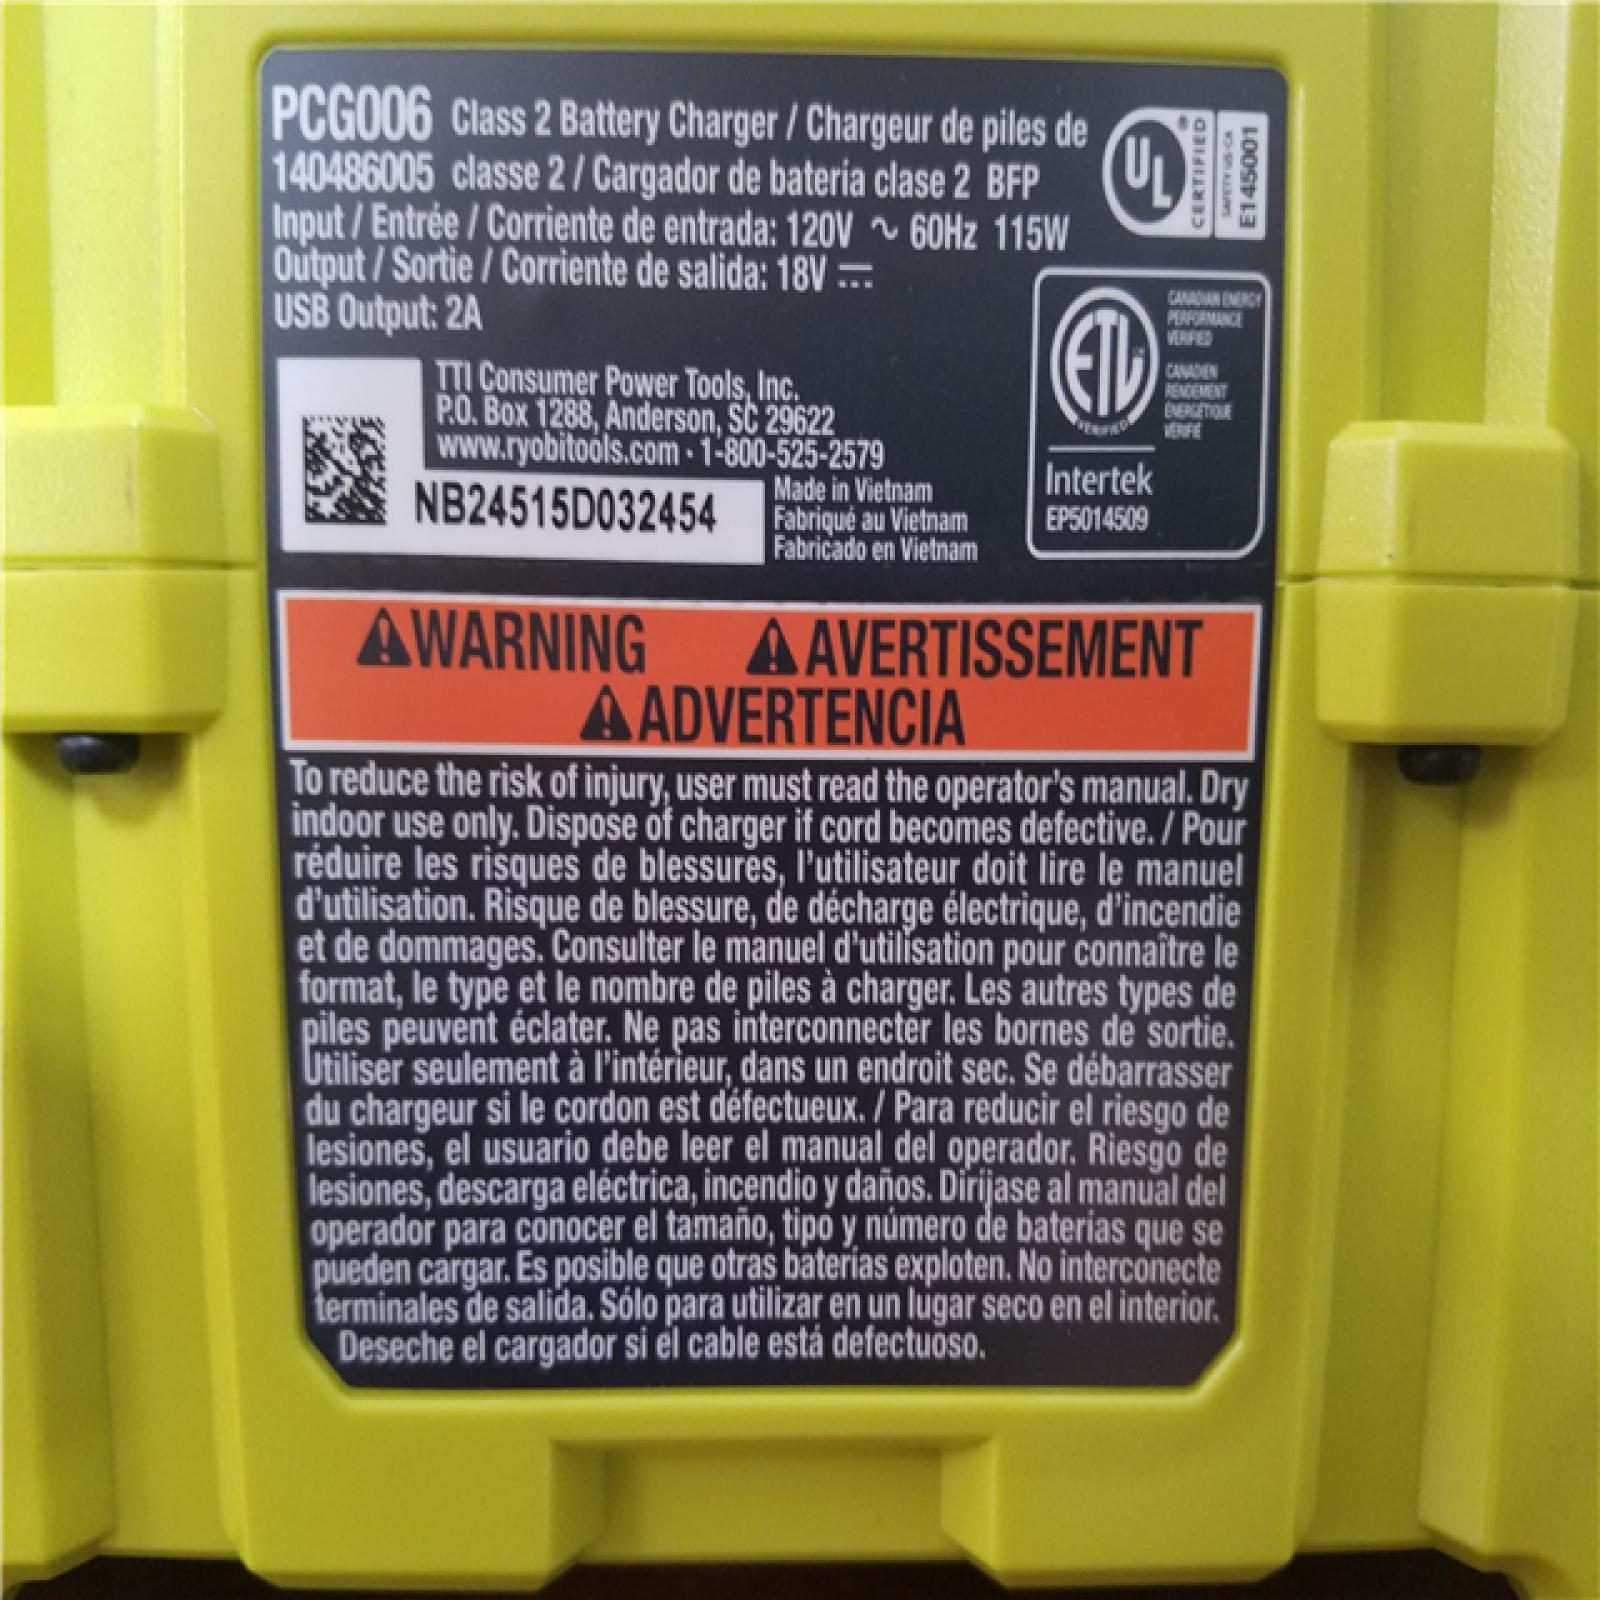 PCG006 Class 2 Battery Charger / Chargeur de piles de
140486005 classe 2 / Cargador de batería clase 2 BFP
Input / Entrée / Corriente de entrada: 120V ~ 60Hz 115W
Output / Sortie / Corriente de salida: 18V ⎓
USB Output: 2A
UL
®
CERTIFIED
SAFETY US-CA
E145001
TTI Consumer Power Tools, Inc.
P.O. Box 1288, Anderson, SC 29622
www.ryobitools.com · 1-800-525-2579
NB24515D032454
Made in Vietnam
Fabriqué au Vietnam
Fabricado en Vietnam
ETL
VERIFIED
CANADIAN ENERGY
PERFORMANCE
VERIFIED
CANADIEN
RENDEMENT
ÉNERGÉTIQUE
VÉRIFIÉ
Intertek
EP5014509
⚠WARNING ⚠AVERTISSEMENT
⚠ADVERTENCIA
To reduce the risk of injury, user must read the operator's manual. Dry
indoor use only. Dispose of charger if cord becomes defective. / Pour
réduire les risques de blessures, l'utilisateur doit lire le manuel
d'utilisation. Risque de blessure, de décharge électrique, d'incendie
et de dommages. Consulter le manuel d'utilisation pour connaître le
format, le type et le nombre de piles à charger. Les autres types de
piles peuvent éclater. Ne pas interconnecter les bornes de sortie.
Utiliser seulement à l'intérieur, dans un endroit sec. Se débarrasser
du chargeur si le cordon est défectueux. / Para reducir el riesgo de
lesiones, el usuario debe leer el manual del operador. Riesgo de
lesiones, descarga eléctrica, incendio y daños. Diríjase al manual del
operador para conocer el tamaño, tipo y número de baterías que se
pueden cargar. Es posible que otras baterías exploten. No interconecte
terminales de salida. Sólo para utilizar en un lugar seco en el interior.
Deseche el cargador si el cable está defectuoso.